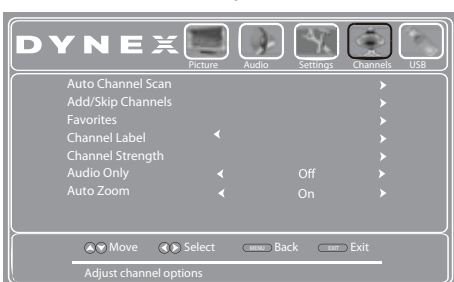 DYNEX
Picture Audio Settings Channels USB
Auto Channel Scan
Add/Skip Channels
Favorites
Channel Label
Channel Strength
Audio Only Off
Auto Zoom On
Move Select MENU Back EXIT Exit
Adjust channel options